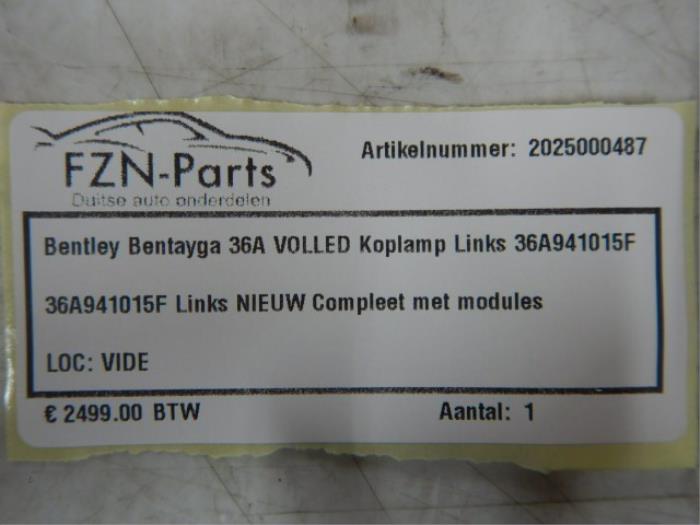 FZN-Parts
Duitse auto onderdelen
Artikelnummer: 2025000487
Bentley Bentayga 36A VOLLED Koplamp Links 36A941015F
36A941015F Links NIEUW Compleet met modules
LOC: VIDE
€ 2499.00 BTW
Aantal: 1